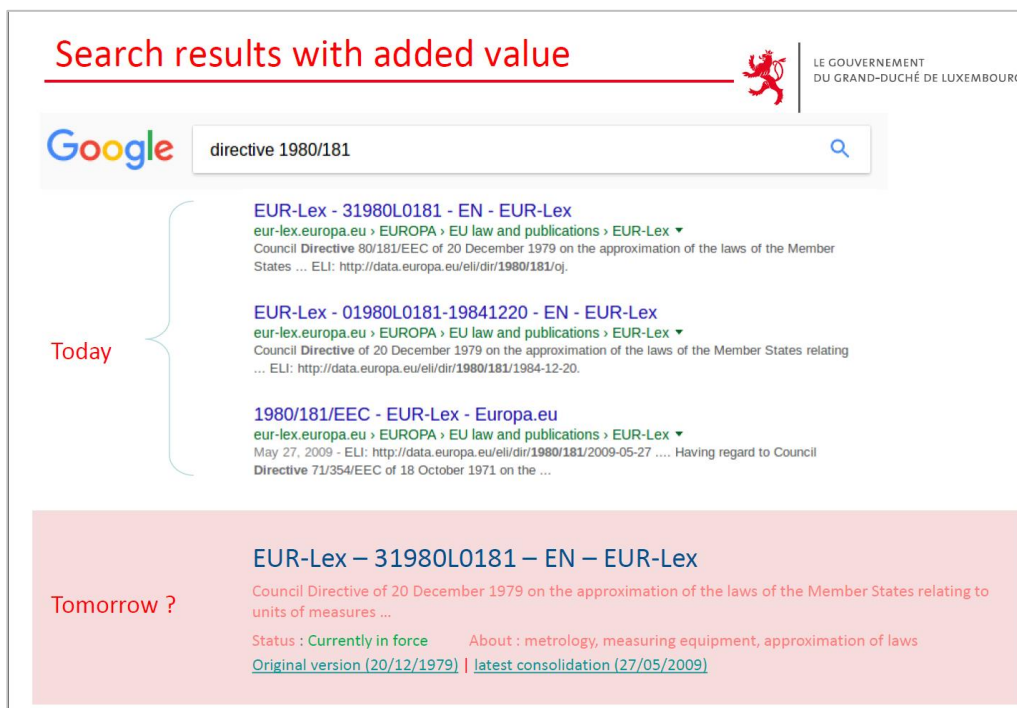 Search results with added value
LE GOUVERNEMENT
DU GRAND-DUCHÉ DE LUXEMBOURG
Google
directive 1980/181
Today
EUR-Lex - 31980L0181 - EN - EUR-Lex
eur-lex.europa.eu › EUROPA › EU law and publications › EUR-Lex
Council Directive 80/181/EEC of 20 December 1979 on the approximation of the laws of the Member
States ... ELI: http://data.europa.eu/eli/dir/1980/181/oj.
EUR-Lex - 01980L0181-19841220 - EN - EUR-Lex
eur-lex.europa.eu › EUROPA › EU law and publications › EUR-Lex
Council Directive of 20 December 1979 on the approximation of the laws of the Member States relating
... ELI: http://data.europa.eu/eli/dir/1980/181/1984-12-20.
1980/181/EEC - EUR-Lex - Europa.eu
eur-lex.europa.eu › EUROPA › EU law and publications › EUR-Lex
May 27, 2009 - ELI: http://data.europa.eu/eli/dir/1980/181/2009-05-27 .... Having regard to Council
Directive 71/354/EEC of 18 October 1971 on the ...
Tomorrow ?
EUR-Lex – 31980L0181 – EN – EUR-Lex
Council Directive of 20 December 1979 on the approximation of the laws of the Member States relating to
units of measures ...
Status : Currently in force About : metrology, measuring equipment, approximation of laws
Original version (20/12/1979) | latest consolidation (27/05/2009)